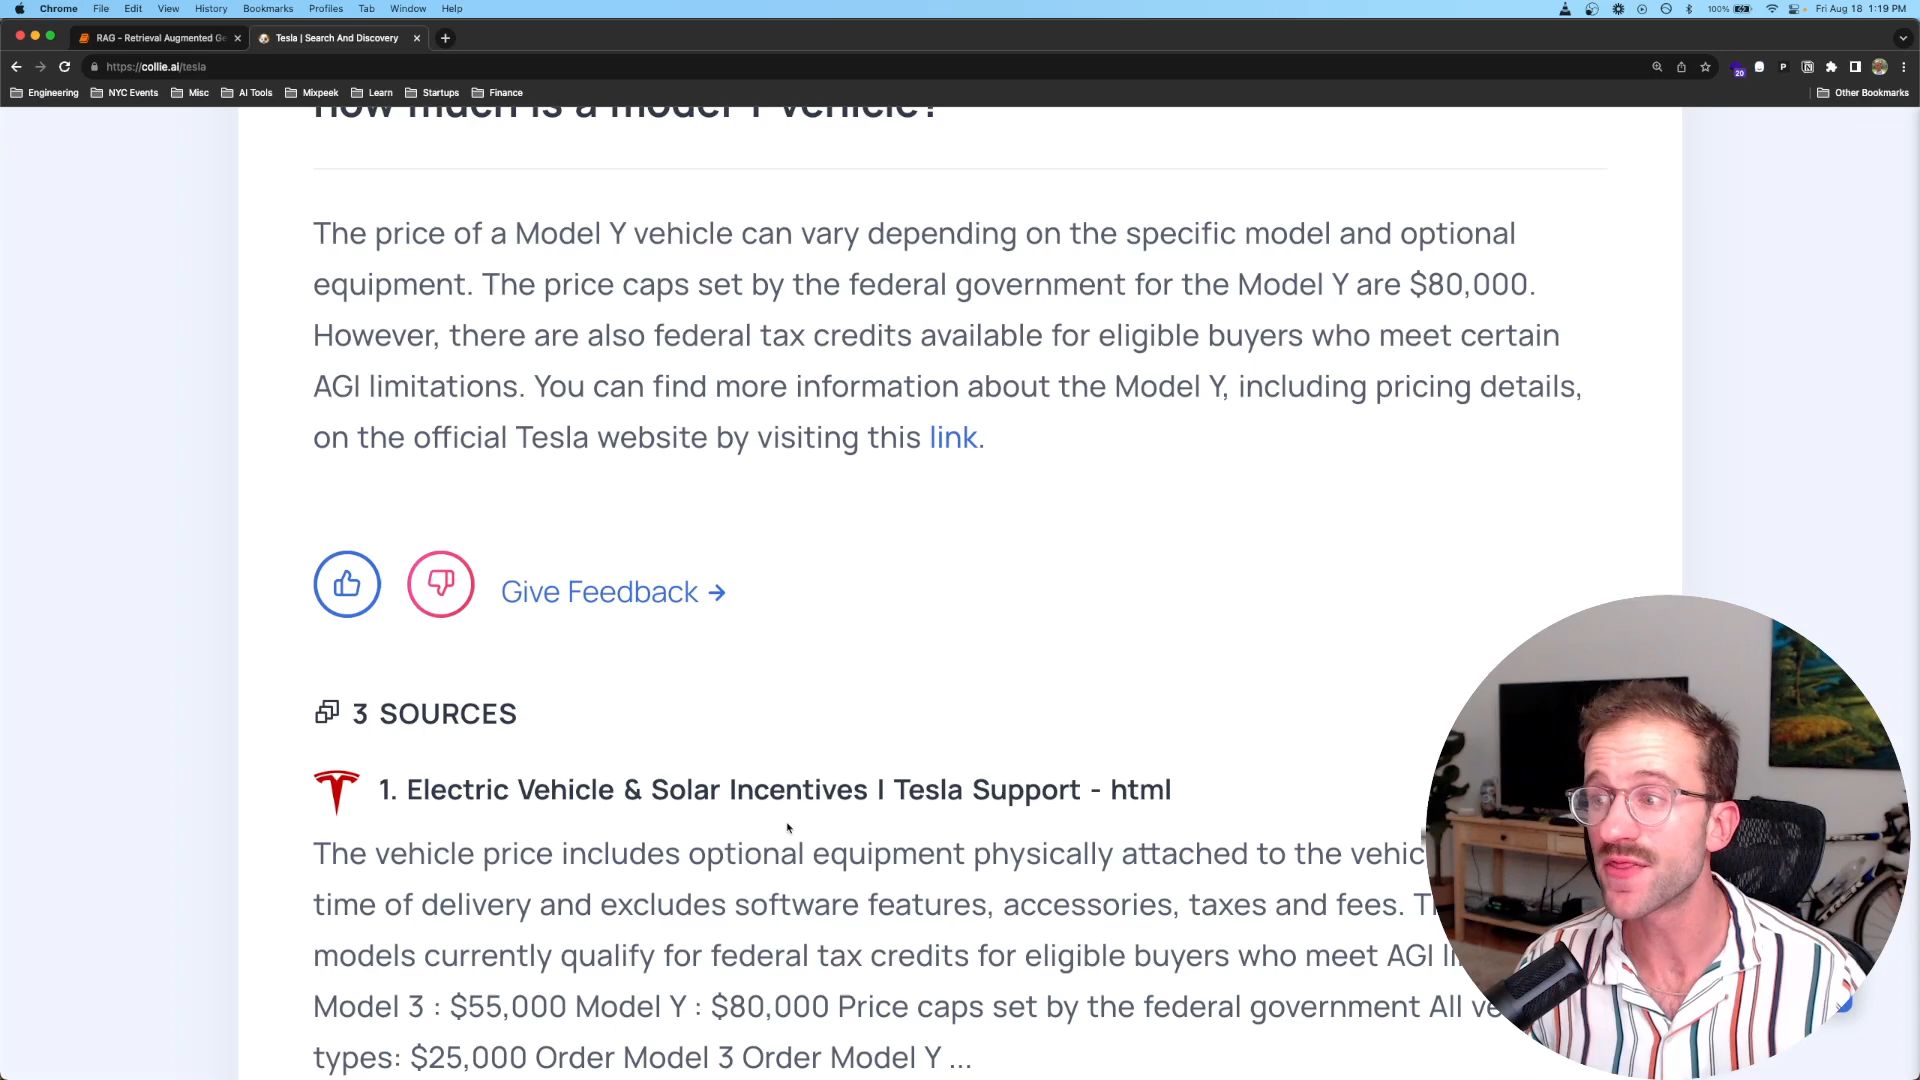 Chrome File Edit View History Bookmarks Profiles Tab Window Help 100% Fri Aug 18 1:19 PM
RAG - Retrieval Augmented Ge Tesla | Search And Discovery
https://collie.ai/tesla 20 P
Engineering NYC Events Misc AI Tools Mixpeek Learn Startups Finance Other Bookmarks
How much is a model Y vehicle?
The price of a Model Y vehicle can vary depending on the specific model and optional
equipment. The price caps set by the federal government for the Model Y are $80,000.
However, there are also federal tax credits available for eligible buyers who meet certain
AGI limitations. You can find more information about the Model Y, including pricing details,
on the official Tesla website by visiting this link.
Give Feedback →
3 SOURCES
1. Electric Vehicle & Solar Incentives | Tesla Support - html
The vehicle price includes optional equipment physically attached to the vehic
time of delivery and excludes software features, accessories, taxes and fees.
models currently qualify for federal tax credits for eligible buyers who meet AGI
Model 3 : $55,000 Model Y : $80,000 Price caps set by the federal government All ve
types: $25,000 Order Model 3 Order Model Y ...